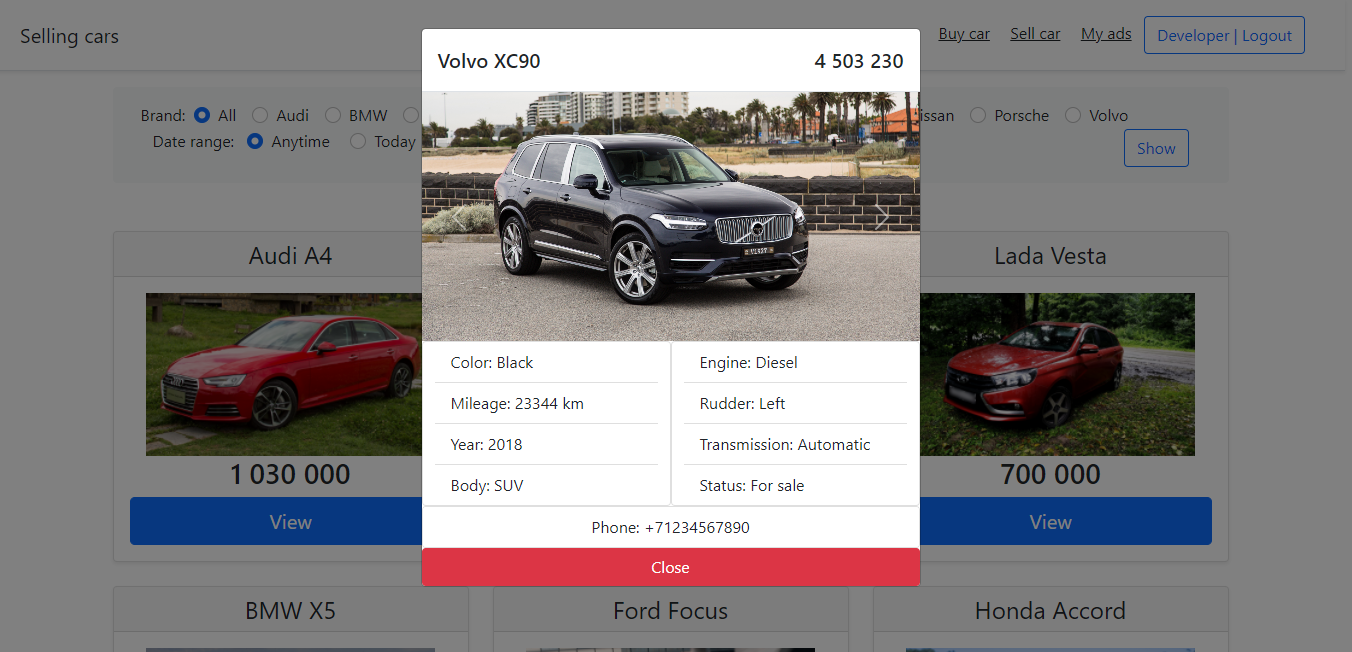 Selling cars
Buy car Sell car My ads Developer | Logout
Brand: All Audi BMW
Porsche Volvo
Date range: Anytime Today
Show
Volvo XC90 4 503 230
Color: Black Engine: Diesel
Mileage: 23344 km Rudder: Left
Year: 2018 Transmission: Automatic
Body: SUV Status: For sale
Phone: +71234567890
Close
Audi A4
1 030 000
View
Lada Vesta
700 000
View
BMW X5
Ford Focus
Honda Accord